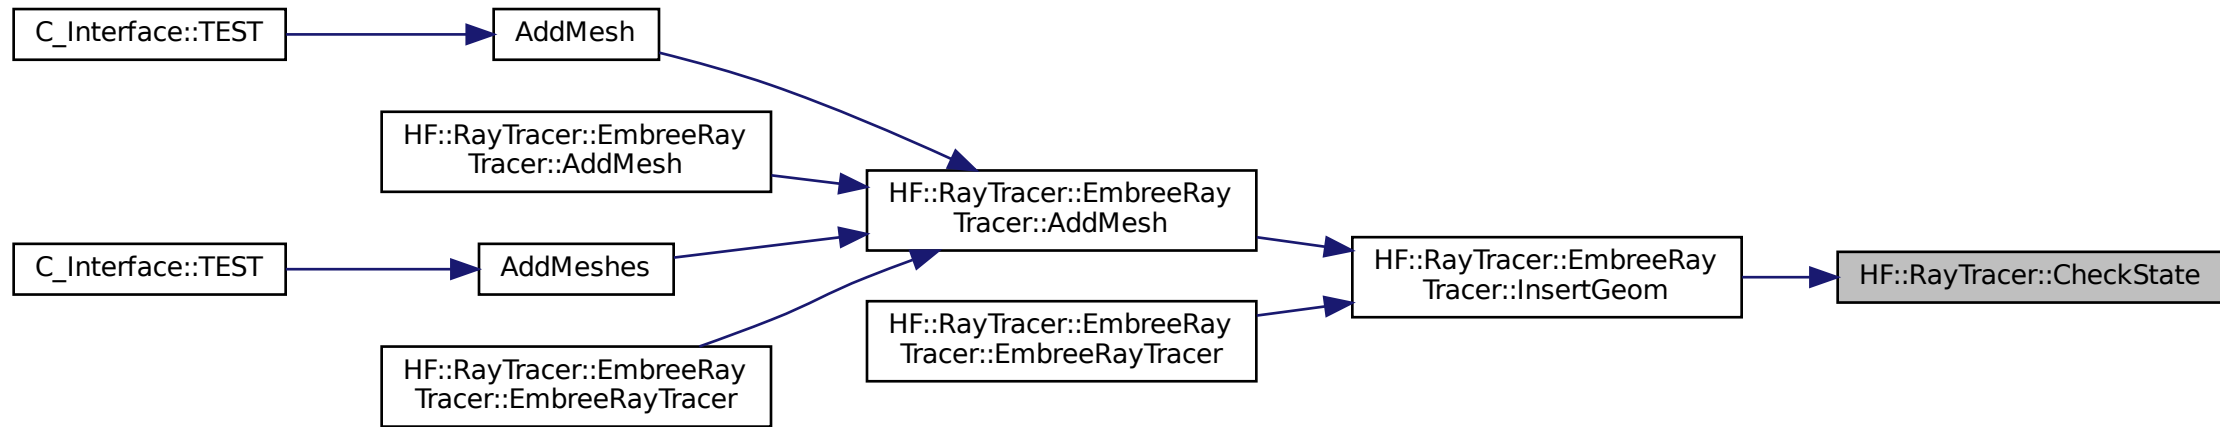 C_Interface::TEST
AddMesh
HF::RayTracer::EmbreeRay
Tracer::AddMesh
HF::RayTracer::EmbreeRay
Tracer::AddMesh
C_Interface::TEST
AddMeshes
HF::RayTracer::EmbreeRay
Tracer::InsertGeom
HF::RayTracer::CheckState
HF::RayTracer::EmbreeRay
Tracer::EmbreeRayTracer
HF::RayTracer::EmbreeRay
Tracer::EmbreeRayTracer